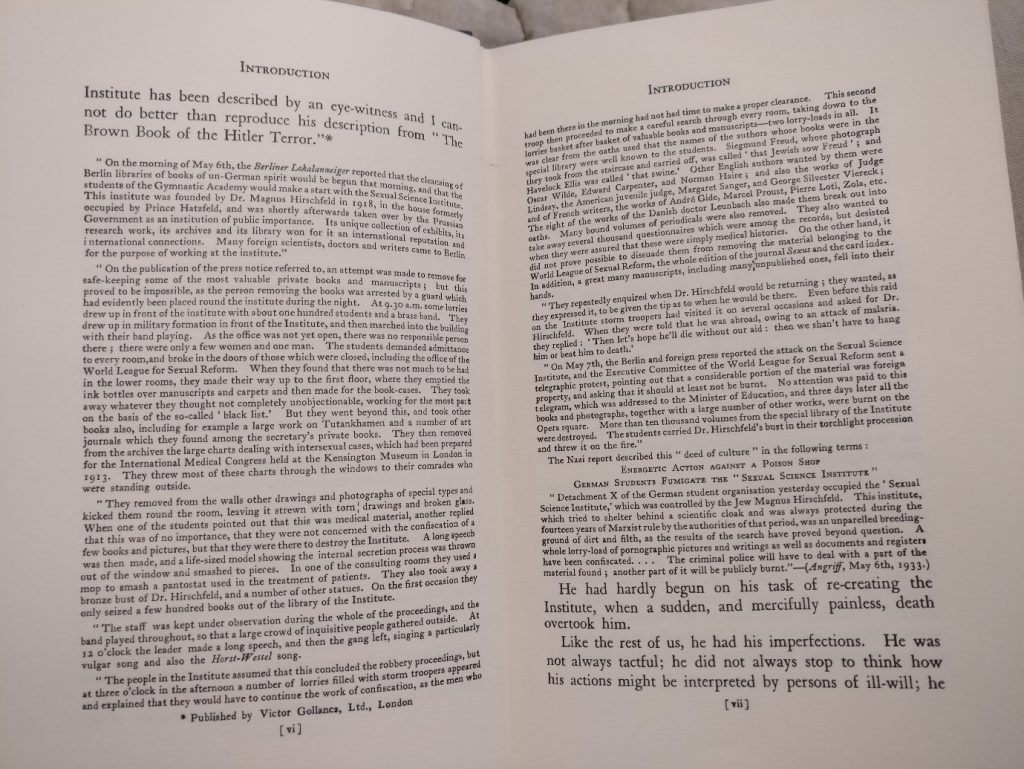 INTRODUCTION
Institute has been described by an eye-witness and I can-
not do better than reproduce his description from "The
Brown Book of the Hitler Terror."*
" On the morning of May 6th, the Berliner Lokalanzeiger reported that the cleansing of
Berlin libraries of books of un-German spirit would be begun that morning, and that the
students of the Gymnastic Academy would make a start with the Sexual Science Institute.
This institute was founded by Dr. Magnus Hirschfeld in 1918, in the house formerly
occupied by Prince Hatzfeld, and was shortly afterwards taken over by the Prussian
Government as an institution of public importance. Its unique collection of exhibits, its
research work, its archives and its library won for it an international reputation and
international connections. Many foreign scientists, doctors and writers came to Berlin
for the purpose of working at the institute."
" On the publication of the press notice referred to, an attempt was made to remove for
safe-keeping some of the most valuable private books and manuscripts; but this
proved to be impossible, as the person removing the books was arrested by a guard which
had evidently been placed round the institute during the night. At 9.30 a.m. some lorries
drew up in front of the institute with about one hundred students and a brass band. They
drew up in military formation in front of the Institute, and then marched into the building
with their band playing. As the office was not yet open, there was no responsible person
there; there were only a few women and one man. The students demanded admittance
to every room, and broke in the doors of those which were closed, including the office of the
World League for Sexual Reform. When they found that there was not much to be had
in the lower rooms, they made their way up to the first floor, where they emptied the
ink bottles over manuscripts and carpets and then made for the book-cases. They took
away whatever they thought not completely unobjectionable, working for the most part
on the basis of the so-called ' black list.' But they went beyond this, and took other
books also, including for example a large work on Tutankhamen and a number of art
journals which they found among the secretary's private books. They then removed
from the archives the large charts dealing with intersexual cases, which had been prepared
for the International Medical Congress held at the Kensington Museum in London in
1913. They threw most of these charts through the windows to their comrades who
were standing outside.
" They removed from the walls other drawings and photographs of special types and
kicked them round the room, leaving it strewn with torn drawings and broken glass.
When one of the students pointed out that this was medical material, another replied
that this was of no importance, that they were not concerned with the confiscation of a
few books and pictures, but that they were there to destroy the Institute. A long speech
was then made, and a life-sized model showing the internal secretion process was thrown
out of the window and smashed to pieces. In one of the consulting rooms they used a
mop to smash a pantostat used in the treatment of patients. They also took away a
bronze bust of Dr. Hirschfeld, and a number of other statues. On the first occasion they
only seized a few hundred books out of the library of the Institute.
" The staff was kept under observation during the whole of the proceedings, and the
band played throughout, so that a large crowd of inquisitive people gathered outside. At
12 o'clock the leader made a long speech, and then the gang left, singing a particularly
vulgar song and also the Horst-Wessel song.
" The people in the Institute assumed that this concluded the robbery proceedings, but
at three o'clock in the afternoon a number of lorries filled with storm troopers appeared
and explained that they would have to continue the work of confiscation, as the men who
* Published by Victor Gollancz, Ltd., London
[ vi ]
INTRODUCTION
had been there in the morning had not had time to make a proper clearance. This second
troop then proceeded to make a careful search through every room, taking down to the
lorries basket after basket of valuable books and manuscripts—two lorry-loads in all. It
was clear from the oaths used that the names of the authors whose books were in the
special library were well known to the students. Siegmund Freud, whose photograph
they took from the staircase and carried off, was called ' that Jewish sow Freud '; and
Havelock Ellis was called ' that swine.' Other English authors wanted by them were
Oscar Wilde, Edward Carpenter, and Norman Haire; and also the works of Judge
Lindsay, the American juvenile judge, Margaret Sanger, and George Silvester Viereck;
and of French writers, the works of André Gide, Marcel Proust, Pierre Loti, Zola, etc.
The sight of the works of the Danish doctor Leunbach also made them break out into
oaths. Many bound volumes of periodicals were also removed. They also wanted to
take away several thousand questionnaires which were among the records, but desisted
when they were assured that these were simply medical histories. On the other hand, it
did not prove possible to dissuade them from removing the material belonging to the
World League of Sexual Reform, the whole edition of the journal Sexus and the card index.
In addition, a great many manuscripts, including many unpublished ones, fell into their
hands.
" They repeatedly enquired when Dr. Hirschfeld would be returning; they wanted, as
they expressed it, to be given the tip as to when he would be there. Even before this raid
on the Institute storm troopers had visited it on several occasions and asked for Dr.
Hirschfeld. When they were told that he was abroad, owing to an attack of malaria,
they replied: ' Then let's hope he'll die without our aid: then we shan't have to hang
him or beat him to death.'
" On May 7th, the Berlin and foreign press reported the attack on the Sexual Science
Institute, and the Executive Committee of the World League for Sexual Reform sent a
telegraphic protest, pointing out that a considerable portion of the material was foreign
property, and asking that it should at least not be burnt. No attention was paid to this
telegram, which was addressed to the Minister of Education, and three days later all the
books and photographs, together with a large number of other works, were burnt on the
Opera square. More than ten thousand volumes from the special library of the Institute
were destroyed. The students carried Dr. Hirschfeld's bust in their torchlight procession
and threw it on the fire."
The Nazi report described this " deed of culture " in the following terms:
ENERGETIC ACTION AGAINST A POISON SHOP
GERMAN STUDENTS FUMIGATE THE " SEXUAL SCIENCE INSTITUTE "
" Detachment X of the German student organisation yesterday occupied the ' Sexual
Science Institute,' which was controlled by the Jew Magnus Hirschfeld. This institute,
which tried to shelter behind a scientific cloak and was always protected during the
fourteen years of Marxist rule by the authorities of that period, was an unparelled breeding-
ground of dirt and filth, as the results of the search have proved beyond question. A
whole lorry-load of pornographic pictures and writings as well as documents and registers
have been confiscated. . . . The criminal police will have to deal with a part of the
material found; another part of it will be publicly burnt."—(Angriff, May 6th, 1933.)
He had hardly begun on his task of re-creating the
Institute, when a sudden, and mercifully painless, death
overtook him.
Like the rest of us, he had his imperfections. He was
not always tactful; he did not always stop to think how
his actions might be interpreted by persons of ill-will; he
[ vii ]